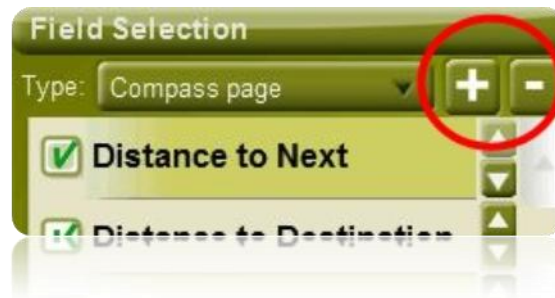 Field Selection
Type: Compass page + -
Distance to Next
Distance to Destination